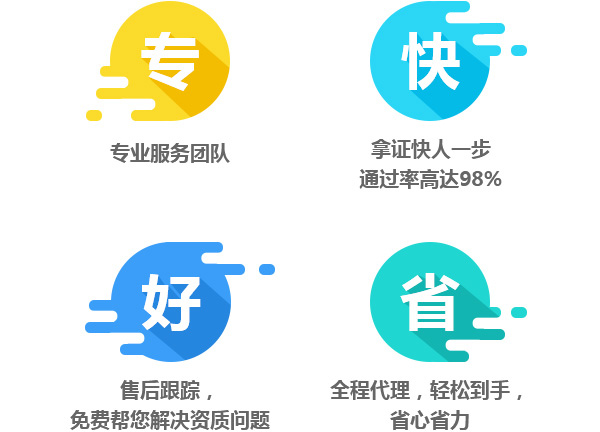 专
专业服务团队
快
拿证快人一步
通过率高达98%
好
售后跟踪，
免费帮您解决资质问题
省
全程代理，轻松到手，
省心省力